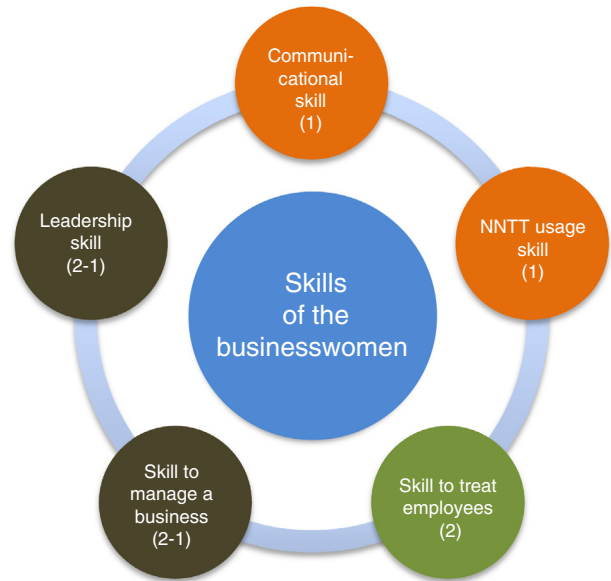 Communi-
cational
skill
(1)
Leadership
skill
(2-1)
NNTT usage
skill
(1)
Skills
of the
businesswomen
Skill to
manage a
business
(2-1)
Skill to treat
employees
(2)